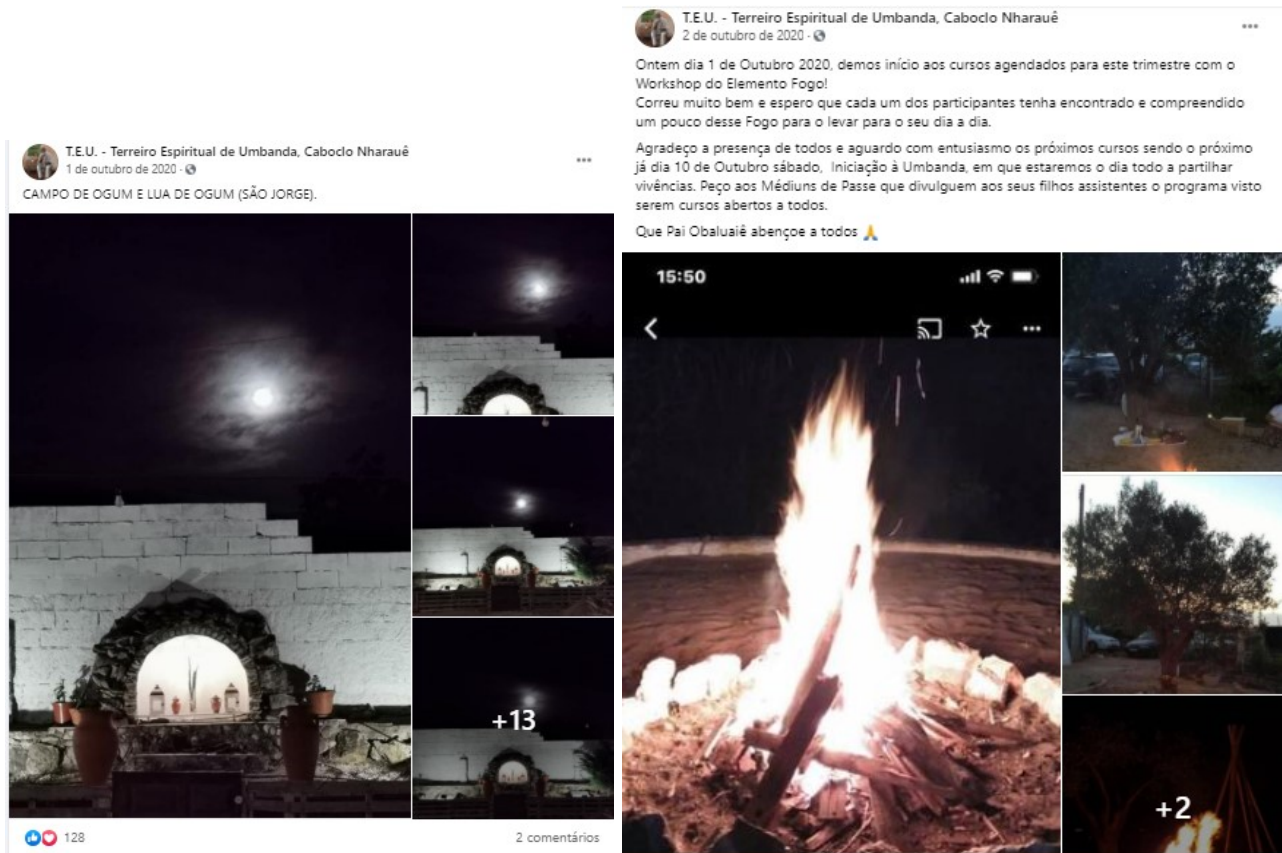 T.E.U. - Terreiro Espiritual de Umbanda, Caboclo Nharauê
1 de outubro de 2020 ·
CAMPO DE OGUM E LUA DE OGUM (SÃO JORGE).
+13
128
2 comentários
T.E.U. - Terreiro Espiritual de Umbanda, Caboclo Nharauê
2 de outubro de 2020 ·
Ontem dia 1 de Outubro 2020, demos início aos cursos agendados para este trimestre com o
Workshop do Elemento Fogo!
Correu muito bem e espero que cada um dos participantes tenha encontrado e compreendido
um pouco desse Fogo para o levar para o seu dia a dia.
Agradeço a presença de todos e aguardo com entusiasmo os próximos cursos sendo o próximo
já dia 10 de Outubro sábado, Iniciação à Umbanda, em que estaremos o dia todo a partilhar
vivências. Peço aos Médiuns de Passe que divulguem aos seus filhos assistentes o programa visto
serem cursos abertos a todos.
Que Pai Obaluaiê abençoe a todos 🙏
15:50
+2